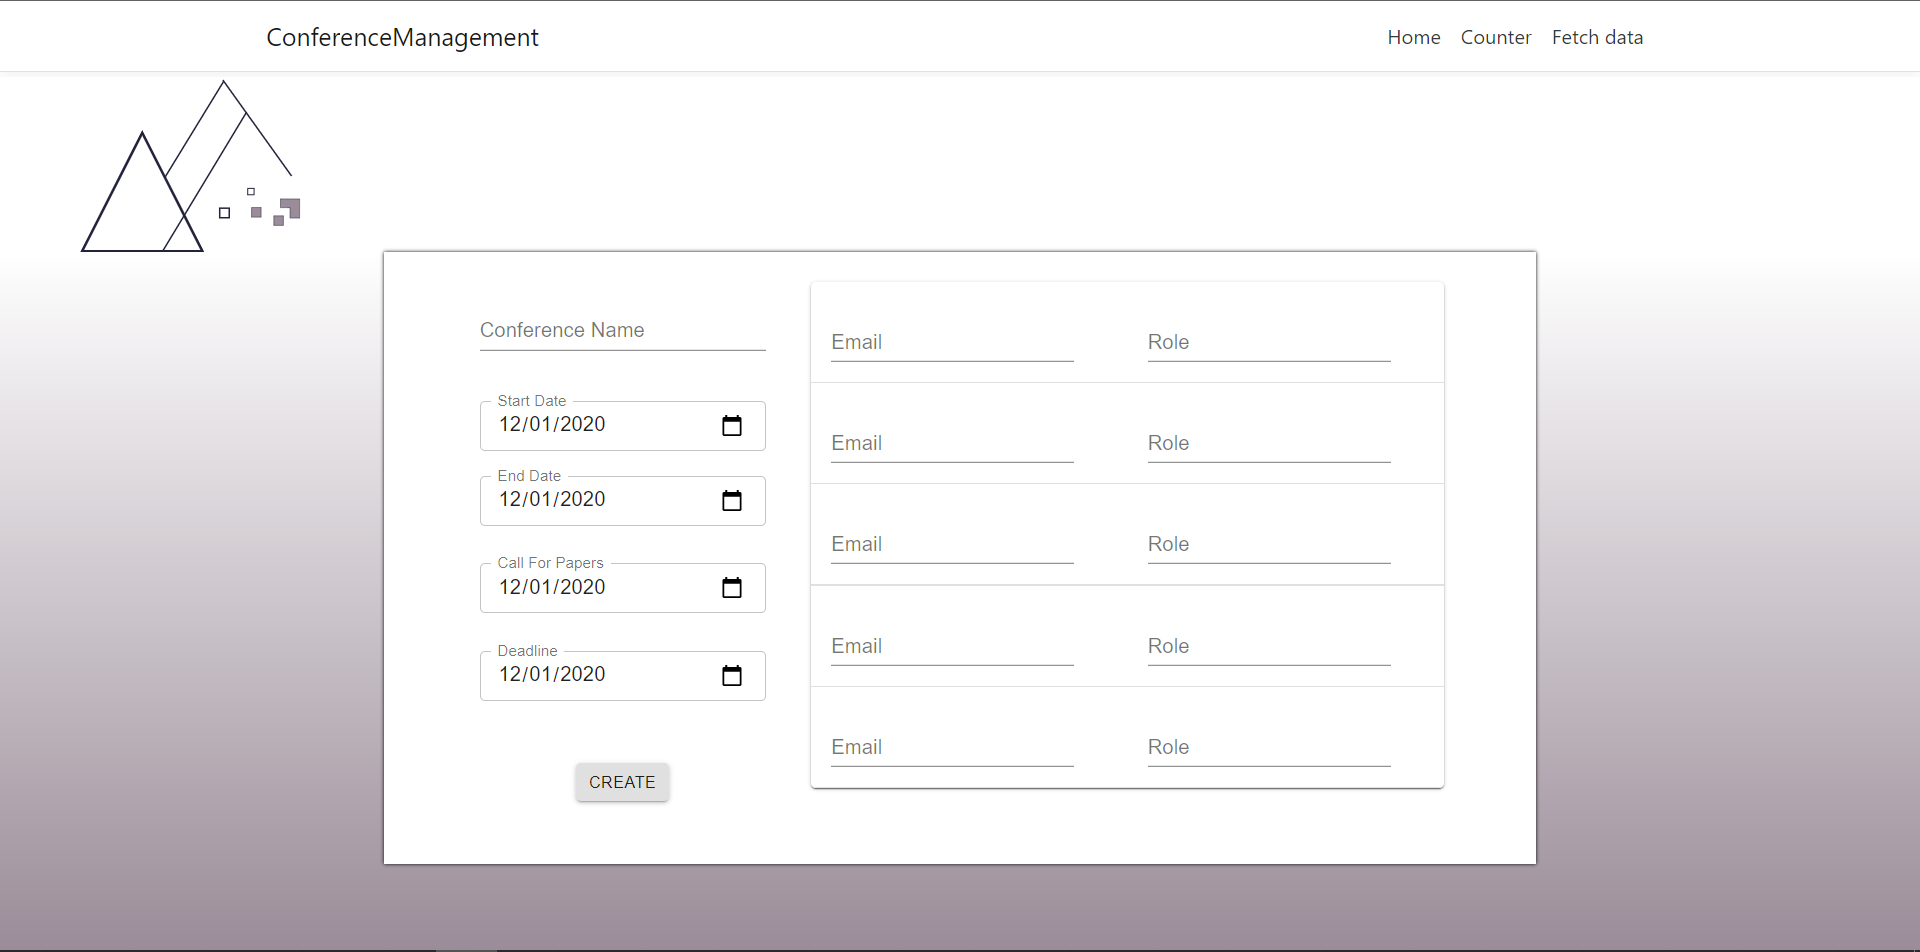 ConferenceManagement
Home Counter Fetch data
Conference Name
Start Date
12/01/2020
End Date
12/01/2020
Call For Papers
12/01/2020
Deadline
12/01/2020
CREATE
Email Role
Email Role
Email Role
Email Role
Email Role